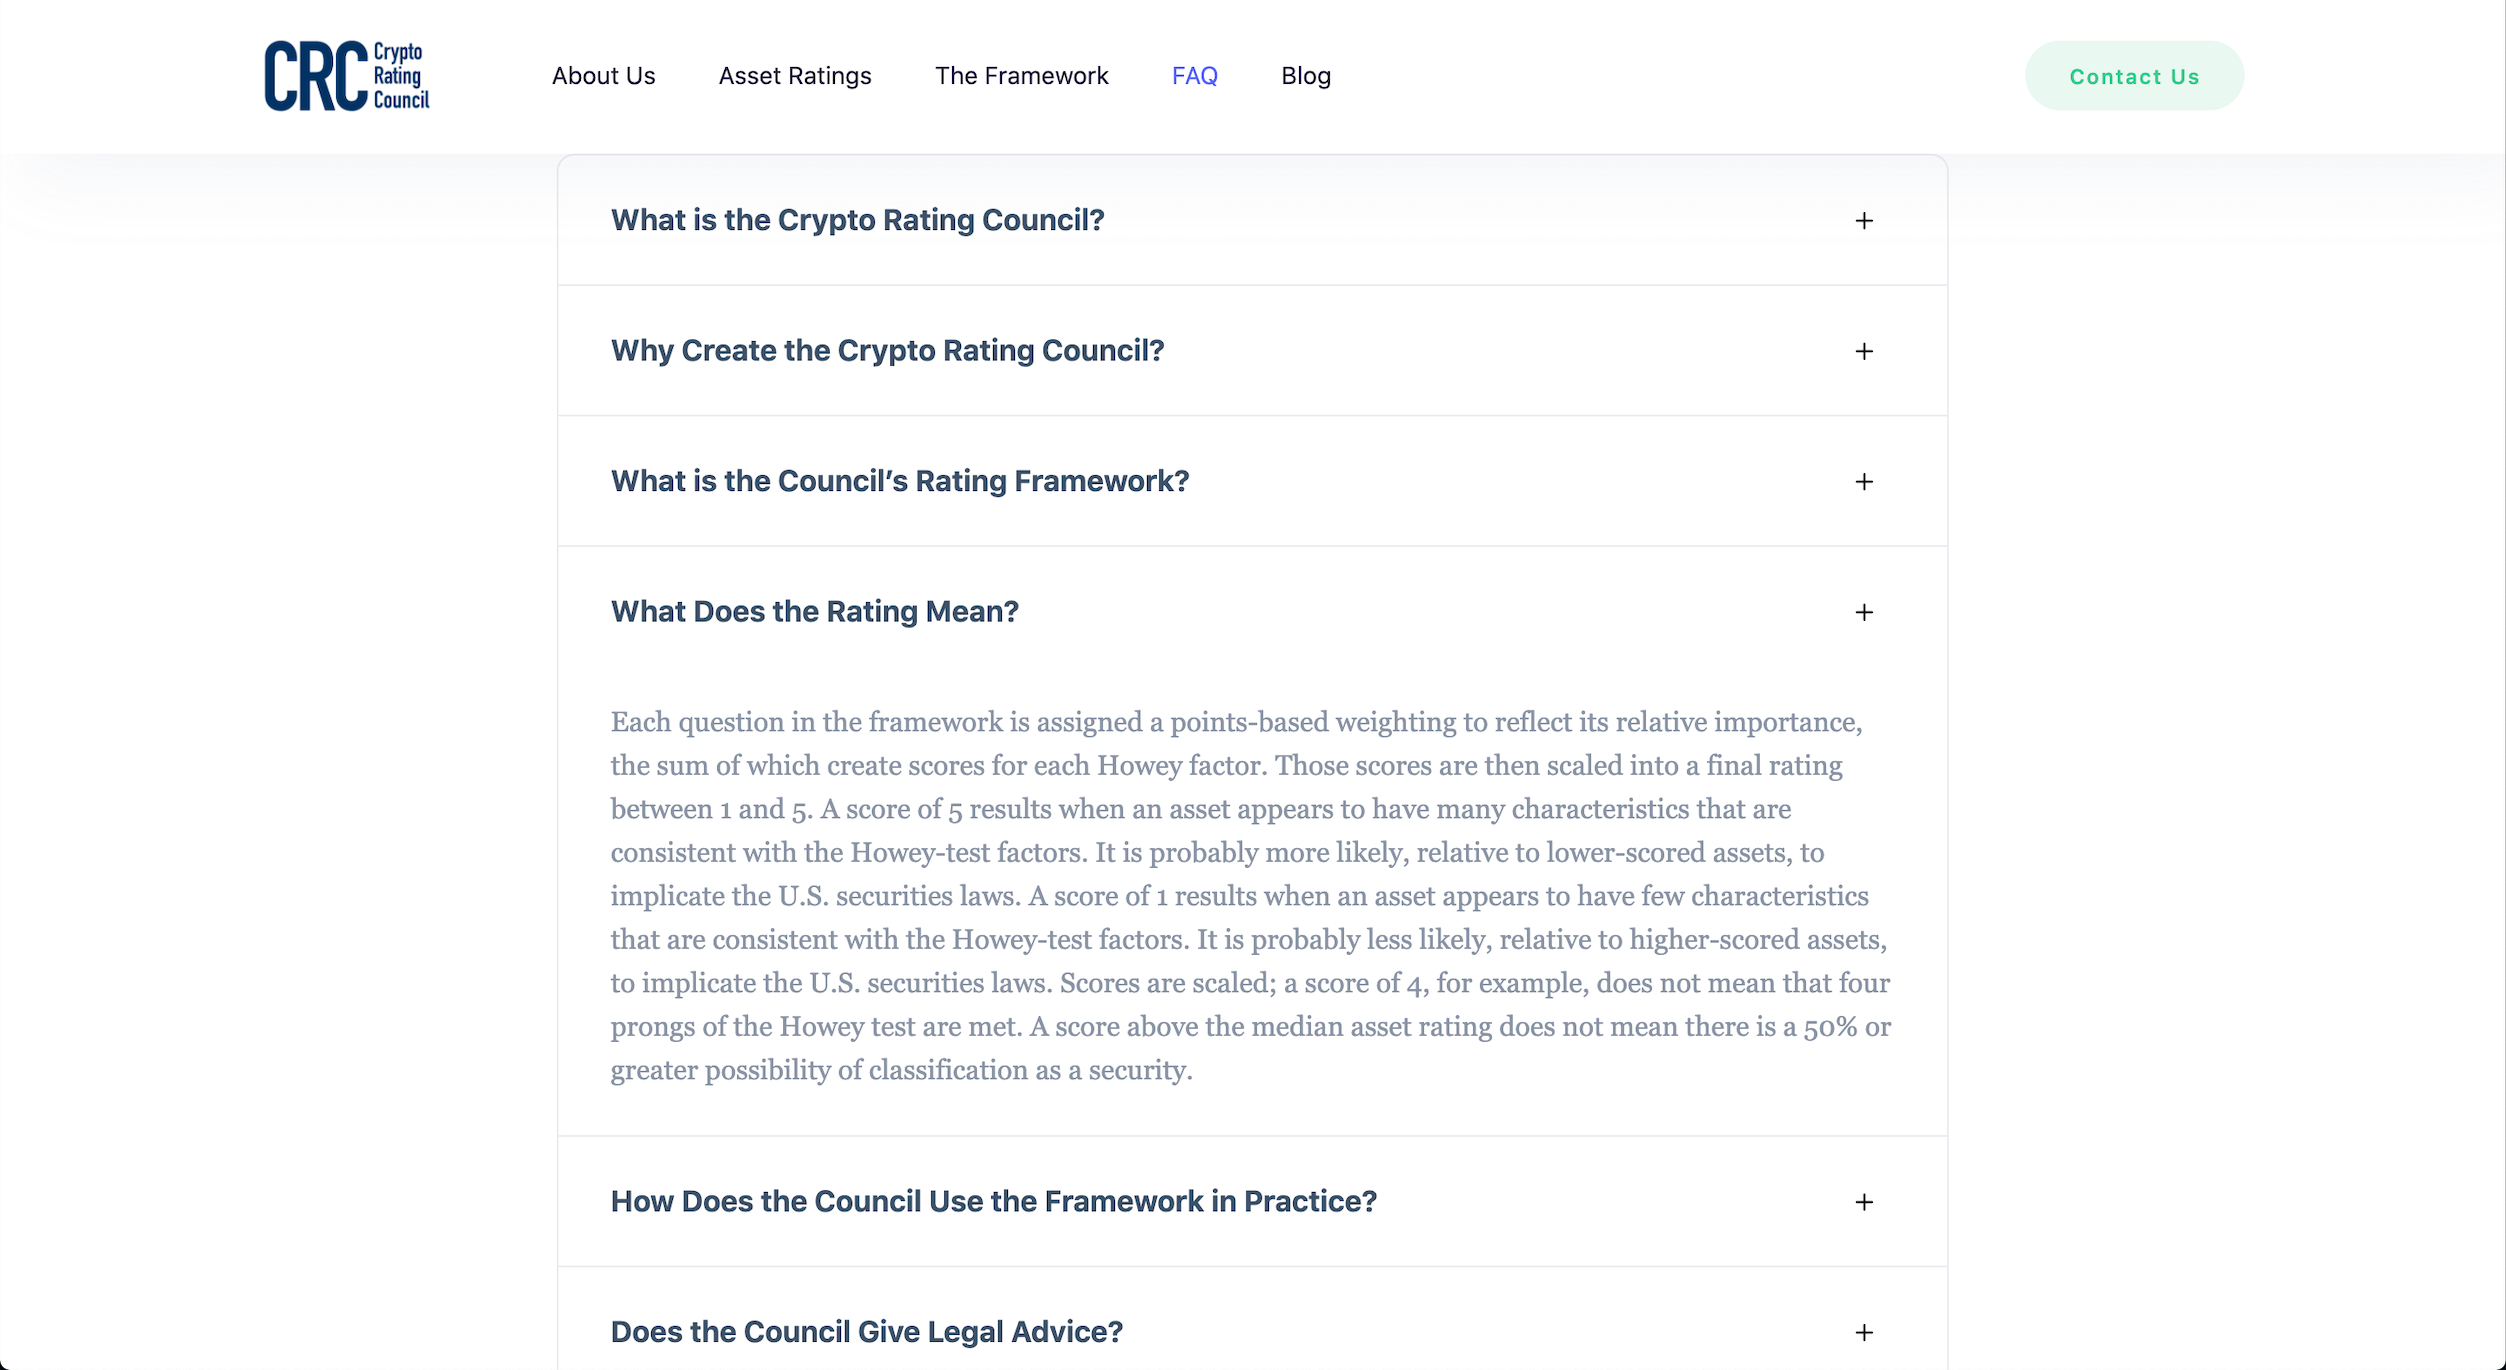 CRC Crypto
Rating
Council
About Us
Asset Ratings
The Framework
FAQ
Blog
Contact Us
What is the Crypto Rating Council?
+
Why Create the Crypto Rating Council?
+
What is the Council’s Rating Framework?
+
What Does the Rating Mean?
+
Each question in the framework is assigned a points-based weighting to reflect its relative importance,
the sum of which create scores for each Howey factor. Those scores are then scaled into a final rating
between 1 and 5. A score of 5 results when an asset appears to have many characteristics that are
consistent with the Howey-test factors. It is probably more likely, relative to lower-scored assets, to
implicate the U.S. securities laws. A score of 1 results when an asset appears to have few characteristics
that are consistent with the Howey-test factors. It is probably less likely, relative to higher-scored assets,
to implicate the U.S. securities laws. Scores are scaled; a score of 4, for example, does not mean that four
prongs of the Howey test are met. A score above the median asset rating does not mean there is a 50% or
greater possibility of classification as a security.
How Does the Council Use the Framework in Practice?
+
Does the Council Give Legal Advice?
+